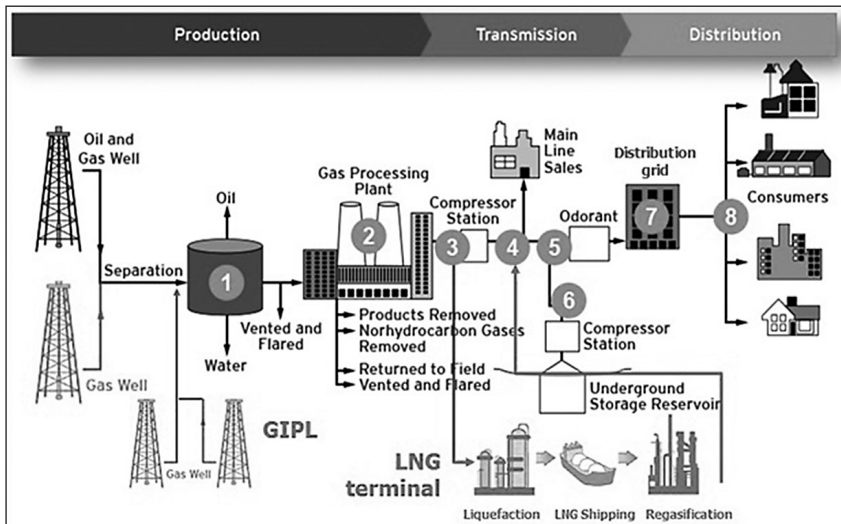 Production
Transmission
Distribution
Oil and
Gas Well
Gas Processing
Plant
Main
Line
Sales
Distribution
grid
Compressor
Station
Oil
Odorant
Consumers
Separation
1
2
3
4
5
6
7
8
Vented and
Flared
Water
Products Removed
Norhydrocarbon Gases
Removed
Returned to Field
Vented and Flared
Compressor
Station
Underground
Storage Reservoir
Gas Well
Gas Well
GIPL
LNG
terminal
Liquefaction
LNG Shipping
Regasification